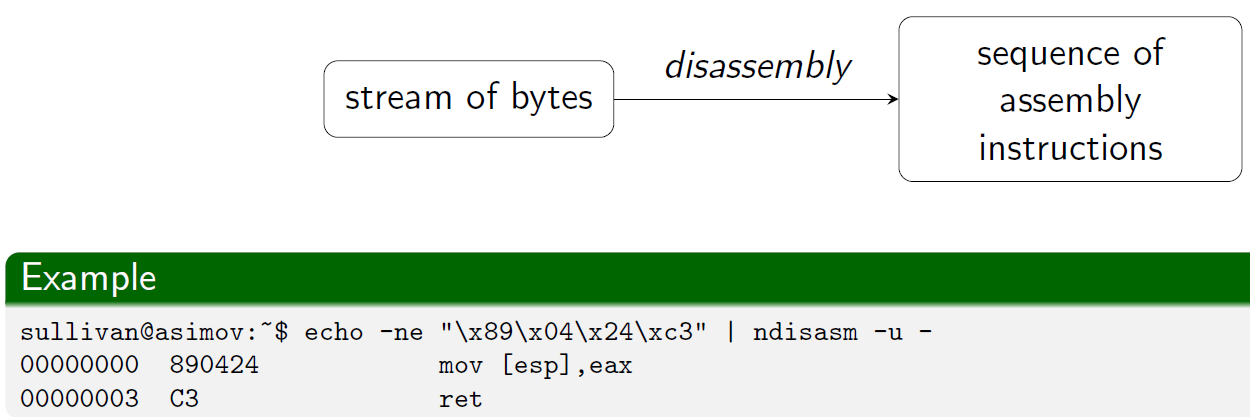 stream of bytes
disassembly
sequence of
assembly
instructions
Example
sullivan@asimov:~$ echo -ne "\x89\x04\x24\xc3" | ndisasm -u -
00000000  890424            mov [esp],eax
00000003  C3                ret